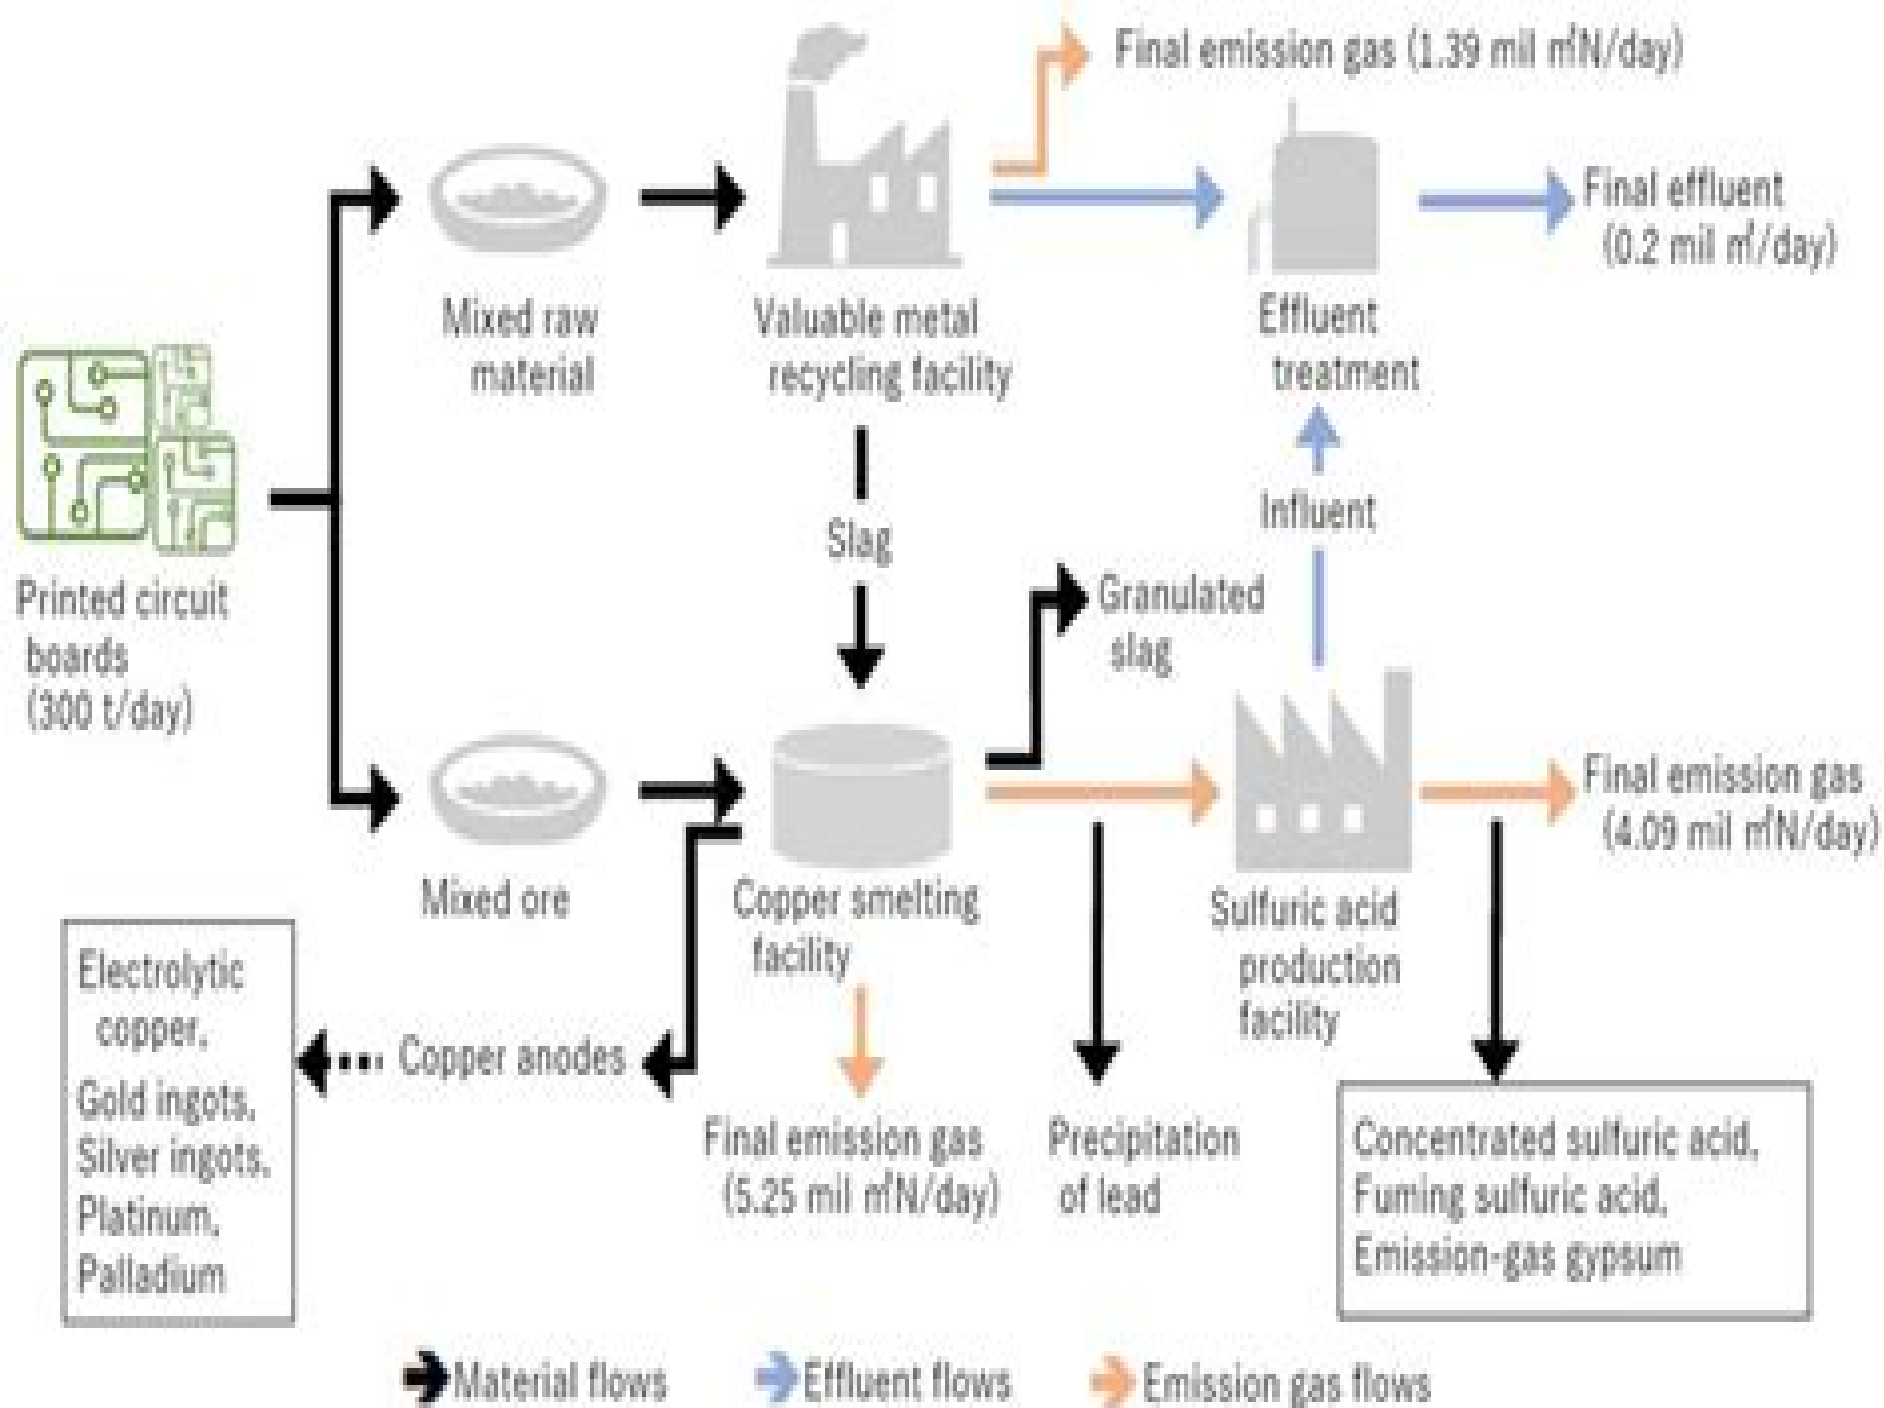 Final emission gas (1.39 mil m³N/day)
Final effluent
(0.2 mil m³/day)
Mixed raw
material
Valuable metal
recycling facility
Effluent
treatment
Slag
Influent
Printed circuit
boards
(300 t/day)
Granulated
slag
Final emission gas
(4.09 mil m³N/day)
Mixed ore
Copper smelting
facility
Sulfuric acid
production
facility
Electrolytic
copper,
Gold ingots,
Silver ingots,
Platinum,
Palladium
Copper anodes
Final emission gas
(5.25 mil m³N/day)
Precipitation
of lead
Concentrated sulfuric acid,
Fuming sulfuric acid,
Emission-gas gypsum
Material flows
Effluent flows
Emission gas flows